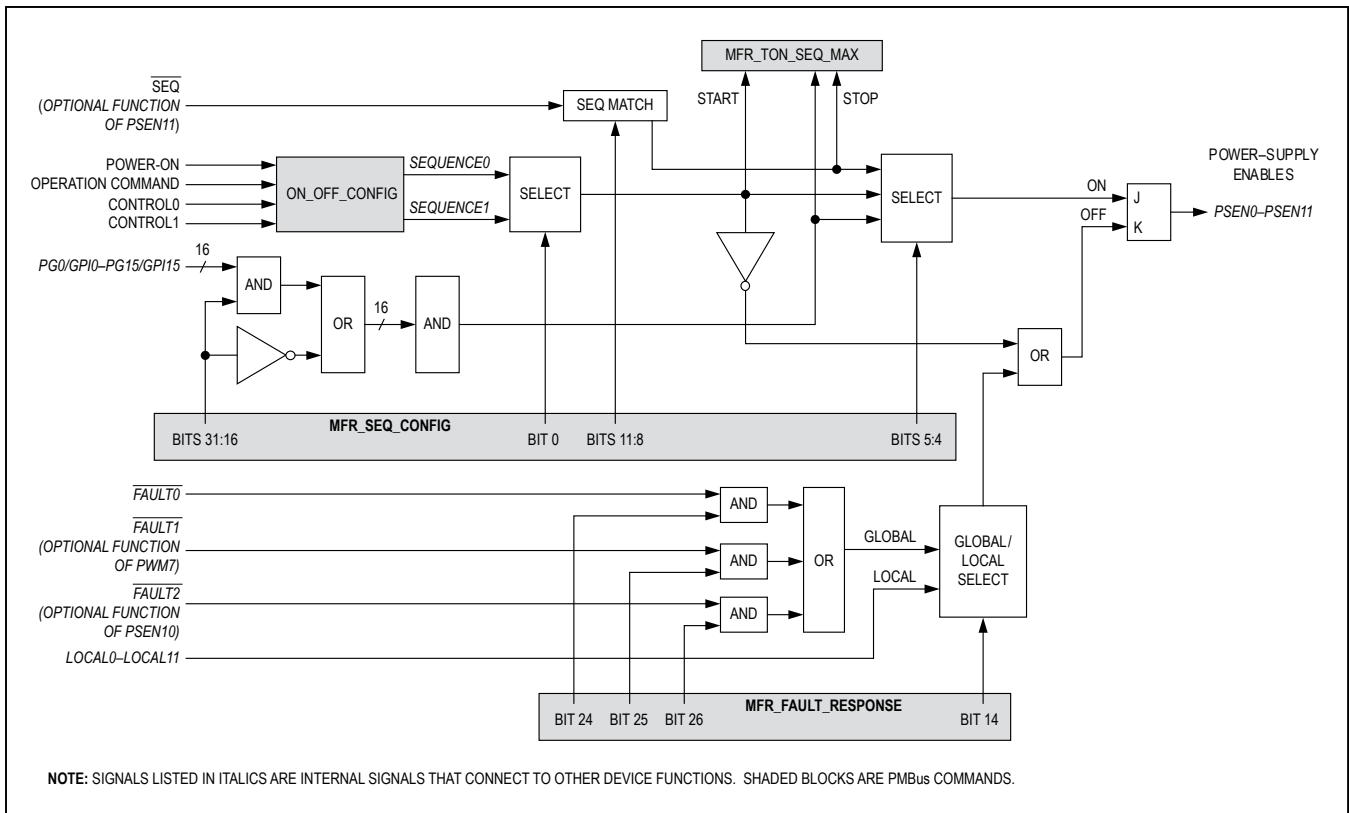 MFR_TON_SEQ_MAX
SEQ
(OPTIONAL FUNCTION
OF PSEN11)
SEQ MATCH
START
STOP
POWER-ON
OPERATION COMMAND
CONTROL0
CONTROL1
ON_OFF_CONFIG
SEQUENCE0
SEQUENCE1
SELECT
SELECT
POWER–SUPPLY
ENABLES
ON
OFF
J
K
PSEN0–PSEN11
PG0/GPI0–PG15/GPI15
16
AND
OR
16
AND
OR
MFR_SEQ_CONFIG
BITS 31:16
BIT 0
BITS 11:8
BITS 5:4
FAULT0
FAULT1
(OPTIONAL FUNCTION
OF PWM7)
FAULT2
(OPTIONAL FUNCTION
OF PSEN10)
LOCAL0–LOCAL11
AND
AND
AND
OR
GLOBAL
LOCAL
GLOBAL/
LOCAL
SELECT
MFR_FAULT_RESPONSE
BIT 24
BIT 25
BIT 26
BIT 14
NOTE: SIGNALS LISTED IN ITALICS ARE INTERNAL SIGNALS THAT CONNECT TO OTHER DEVICE FUNCTIONS. SHADED BLOCKS ARE PMBus COMMANDS.